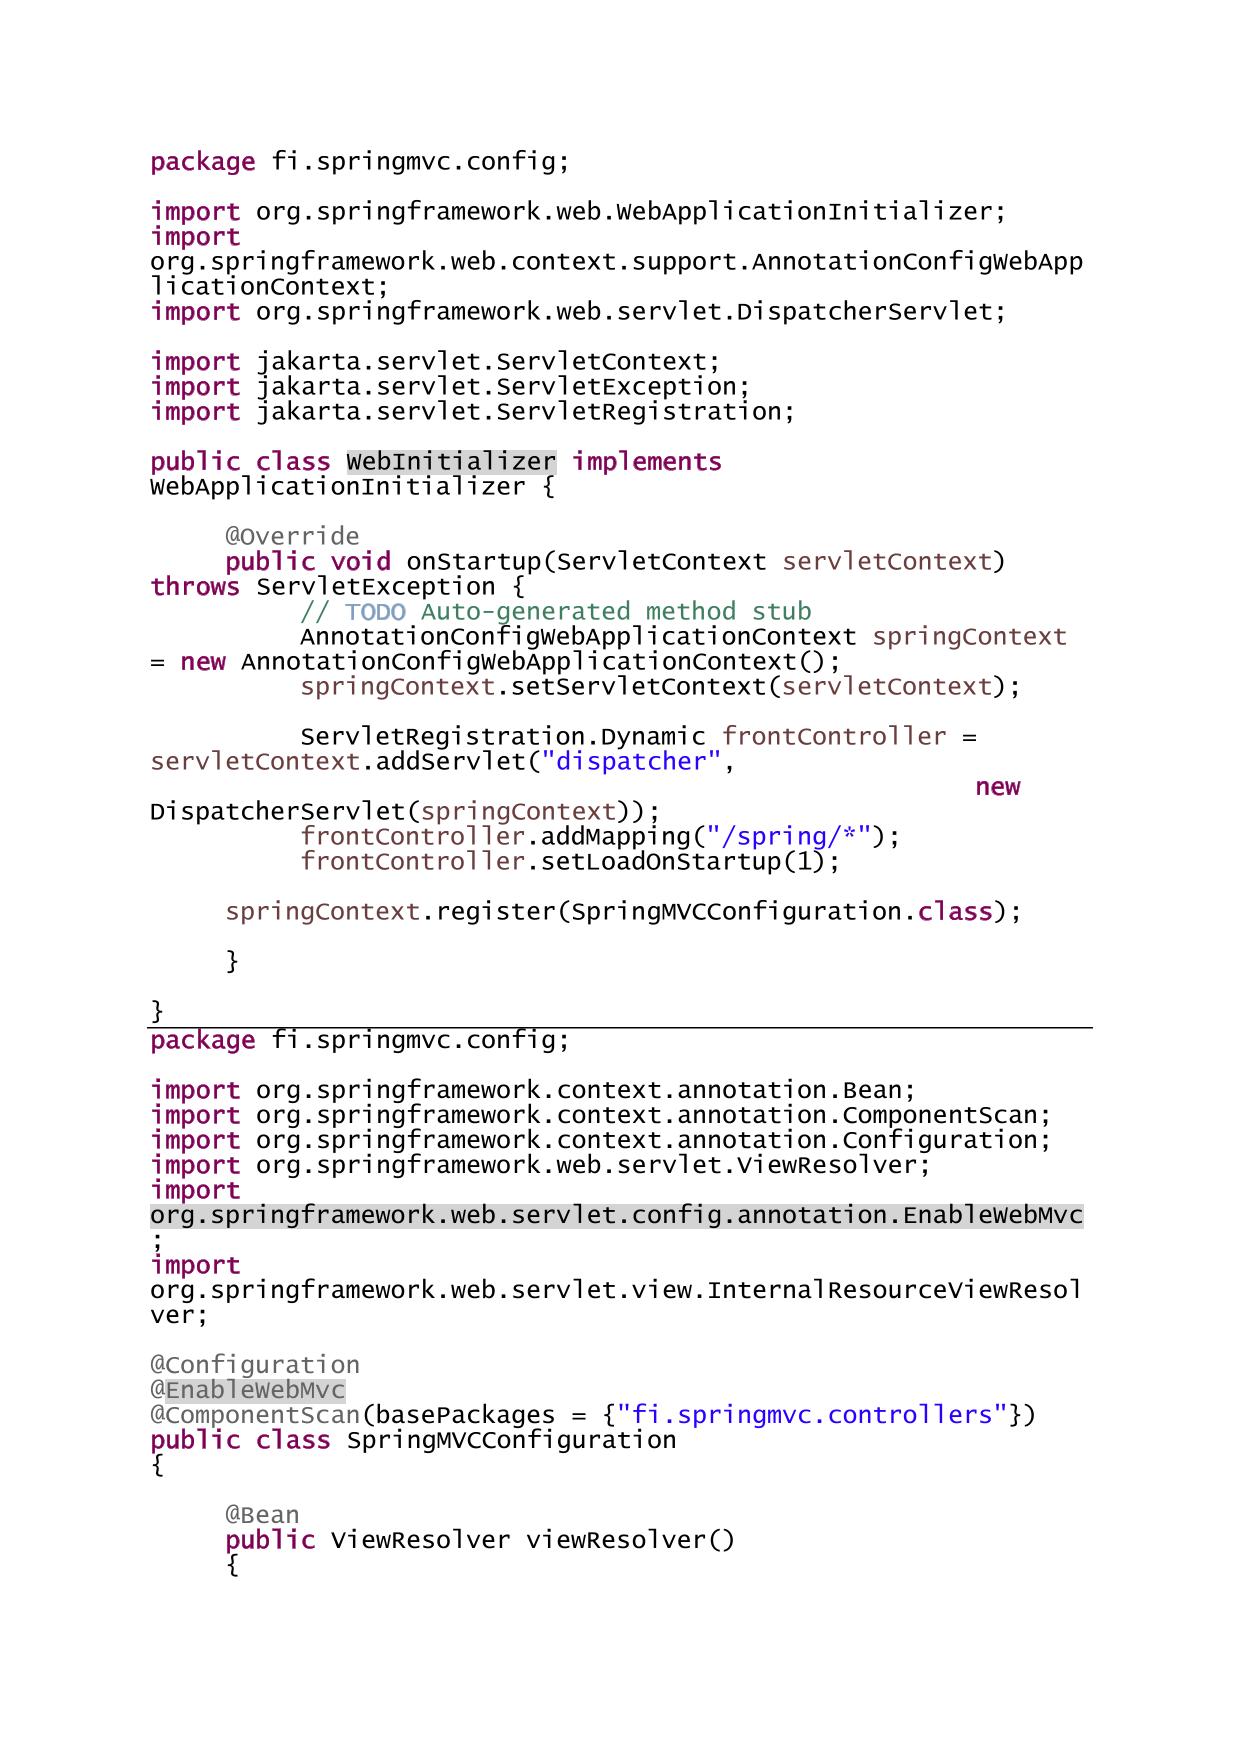 package fi.springmvc.config;
import org.springframework.web.WebApplicationInitializer;
import
org.springframework.web.context.support.AnnotationConfigWebApp
licationContext;
import org.springframework.web.servlet.DispatcherServlet;
import jakarta.servlet.ServletContext;
import jakarta.servlet.ServletException;
import jakarta.servlet.ServletRegistration;
public class WebInitializer implements
WebApplicationInitializer {
@Override
public void onStartup(ServletContext servletContext)
throws ServletException {
// TODO Auto-generated method stub
AnnotationConfigWebApplicationContext springContext
= new AnnotationConfigWebApplicationContext();
springContext.setServletContext(servletContext);
ServletRegistration.Dynamic frontController =
servletContext.addServlet("dispatcher",
new
DispatcherServlet(springContext));
frontController.addMapping("/spring/*");
frontController.setLoadOnStartup(1);
springContext.register(SpringMVCConfiguration.class);
}
}
package fi.springmvc.config;
import org.springframework.context.annotation.Bean;
import org.springframework.context.annotation.ComponentScan;
import org.springframework.context.annotation.Configuration;
import org.springframework.web.servlet.ViewResolver;
import
org.springframework.web.servlet.config.annotation.EnableWebMvc
;
import
org.springframework.web.servlet.view.InternalResourceViewResol
ver;
@Configuration
@EnableWebMvc
@ComponentScan(basePackages = {"fi.springmvc.controllers"})
public class SpringMVCConfiguration
{
@Bean
public ViewResolver viewResolver()
{